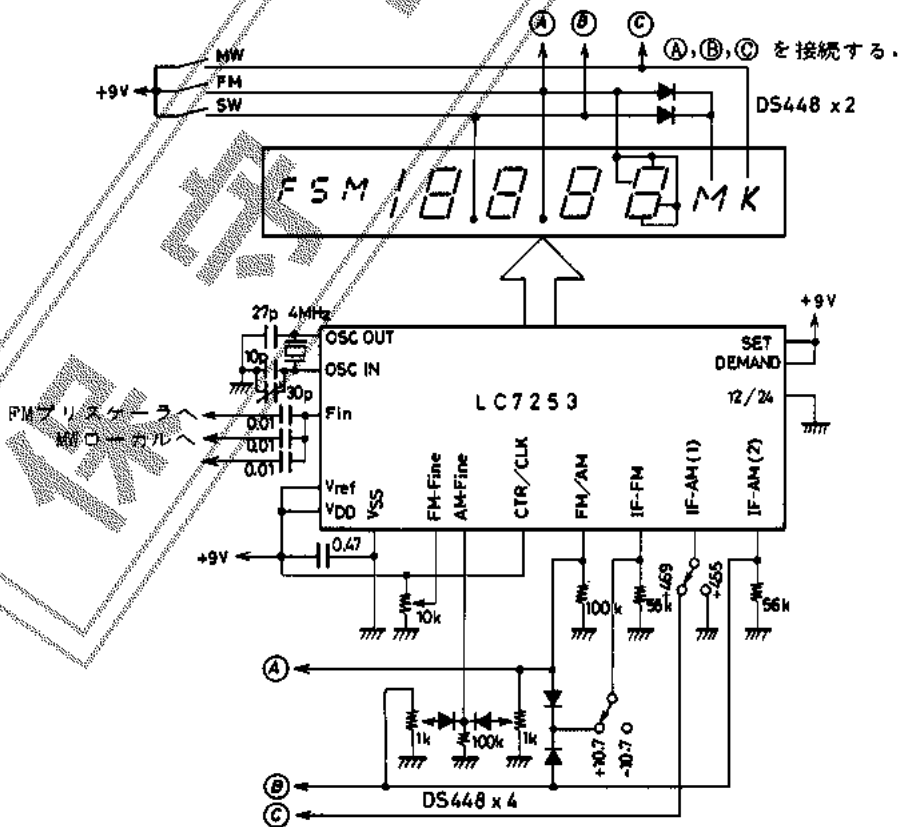 Ⓐ Ⓑ Ⓒ
Ⓐ,Ⓑ,Ⓒ を接続する.
MW
+9V FM
SW
DS448 x 2
FSM 18888 MK
+9V
27p 4MHz
OSC OUT
SET
DEMAND
10p
OSC IN
30p
LC7253
12/24
FMプリスケーラへ
0.01
Fin
MWローカルへ
0.01
0.01
Vref
VDD
VSS
FM-Fine
AM-Fine
CTR/CLK
FM/AM
IF-FM
IF-AM(1)
IF-AM(2)
+9V
0.47
10k
100k
56k
+469
+455
56k
Ⓐ
1k
100k
1k
+10.7
-10.7
Ⓑ
DS448 x 4
Ⓒ